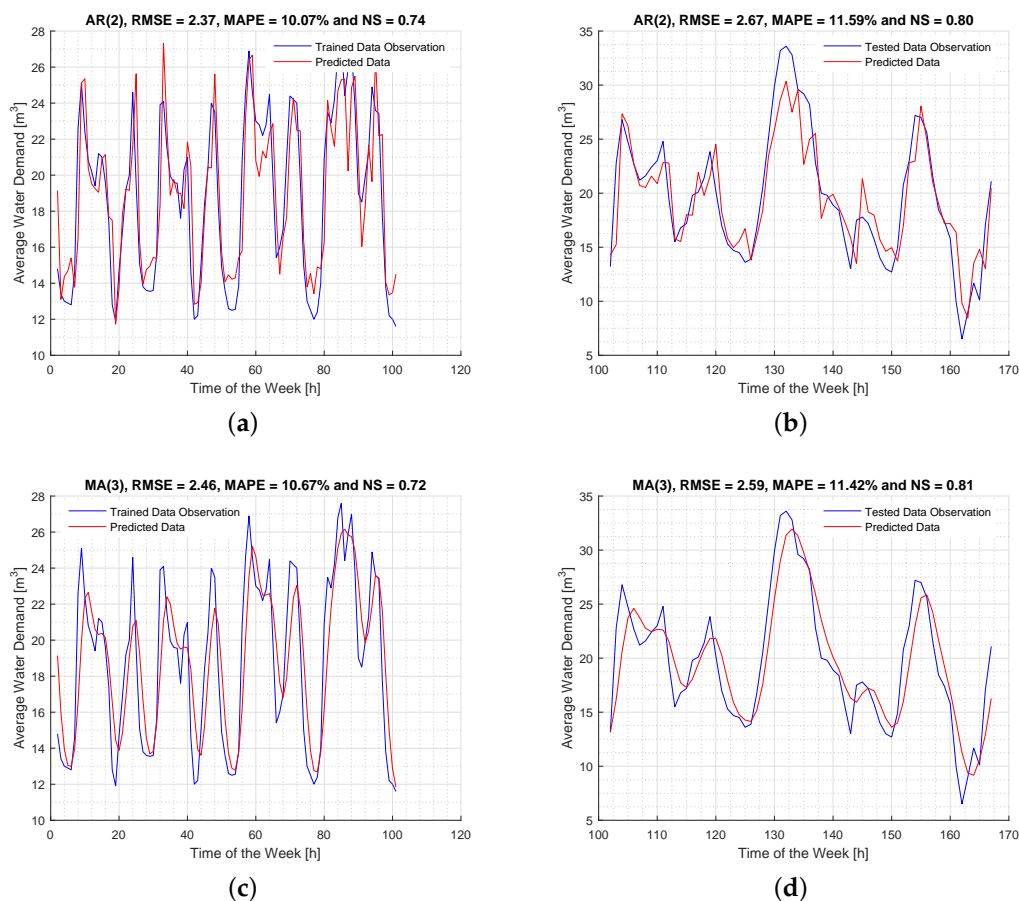 AR(2), RMSE = 2.37, MAPE = 10.07% and NS = 0.74
28
26
24
22
20
18
16
14
12
10
Average Water Demand [m³]
Trained Data Observation
Predicted Data
0 20 40 60 80 100 120
Time of the Week [h]
(a)
AR(2), RMSE = 2.67, MAPE = 11.59% and NS = 0.80
35
30
25
20
15
10
5
Average Water Demand [m³]
Tested Data Observation
Predicted Data
100 110 120 130 140 150 160 170
Time of the Week [h]
(b)
MA(3), RMSE = 2.46, MAPE = 10.67% and NS = 0.72
28
26
24
22
20
18
16
14
12
10
Average Water Demand [m³]
Trained Data Observation
Predicted Data
0 20 40 60 80 100 120
Time of the Week [h]
(c)
MA(3), RMSE = 2.59, MAPE = 11.42% and NS = 0.81
35
30
25
20
15
10
5
Average Water Demand [m³]
Tested Data Observation
Predicted Data
100 110 120 130 140 150 160 170
Time of the Week [h]
(d)